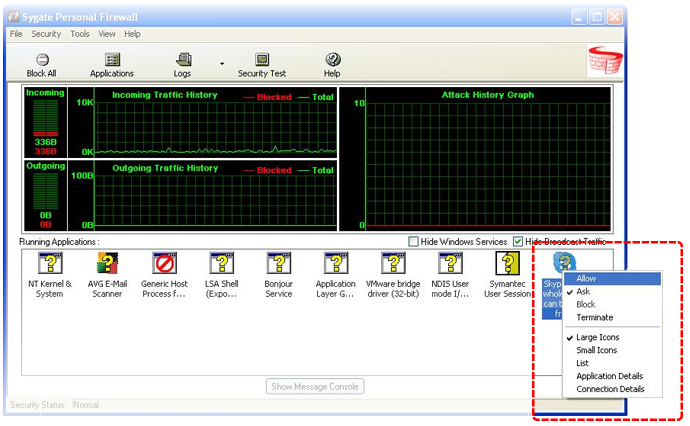 Sygate Personal Firewall
File Security Tools View Help
Block All Applications Logs Security Test Help
Incoming
10K
Incoming Traffic History
Blocked Total
336B
336B
0K
Outgoing
100B
Outgoing Traffic History
Blocked Total
0B
0B
0B
Attack History Graph
10
0
Running Applications :
Hide Windows Services
Hide Broadcast Traffic
NT Kernel &
System
AVG E-Mail
Scanner
Generic Host
Process f...
LSA Shell
(Expo...
Bonjour
Service
Application
Layer G...
VMware bridge
driver (32-bit)
NDIS User
mode I/...
Symantec
User Session
Skyp
whol
can t
fr
Allow
Ask
Block
Terminate
Large Icons
Small Icons
List
Application Details
Connection Details
Show Message Console
Security Status: Normal